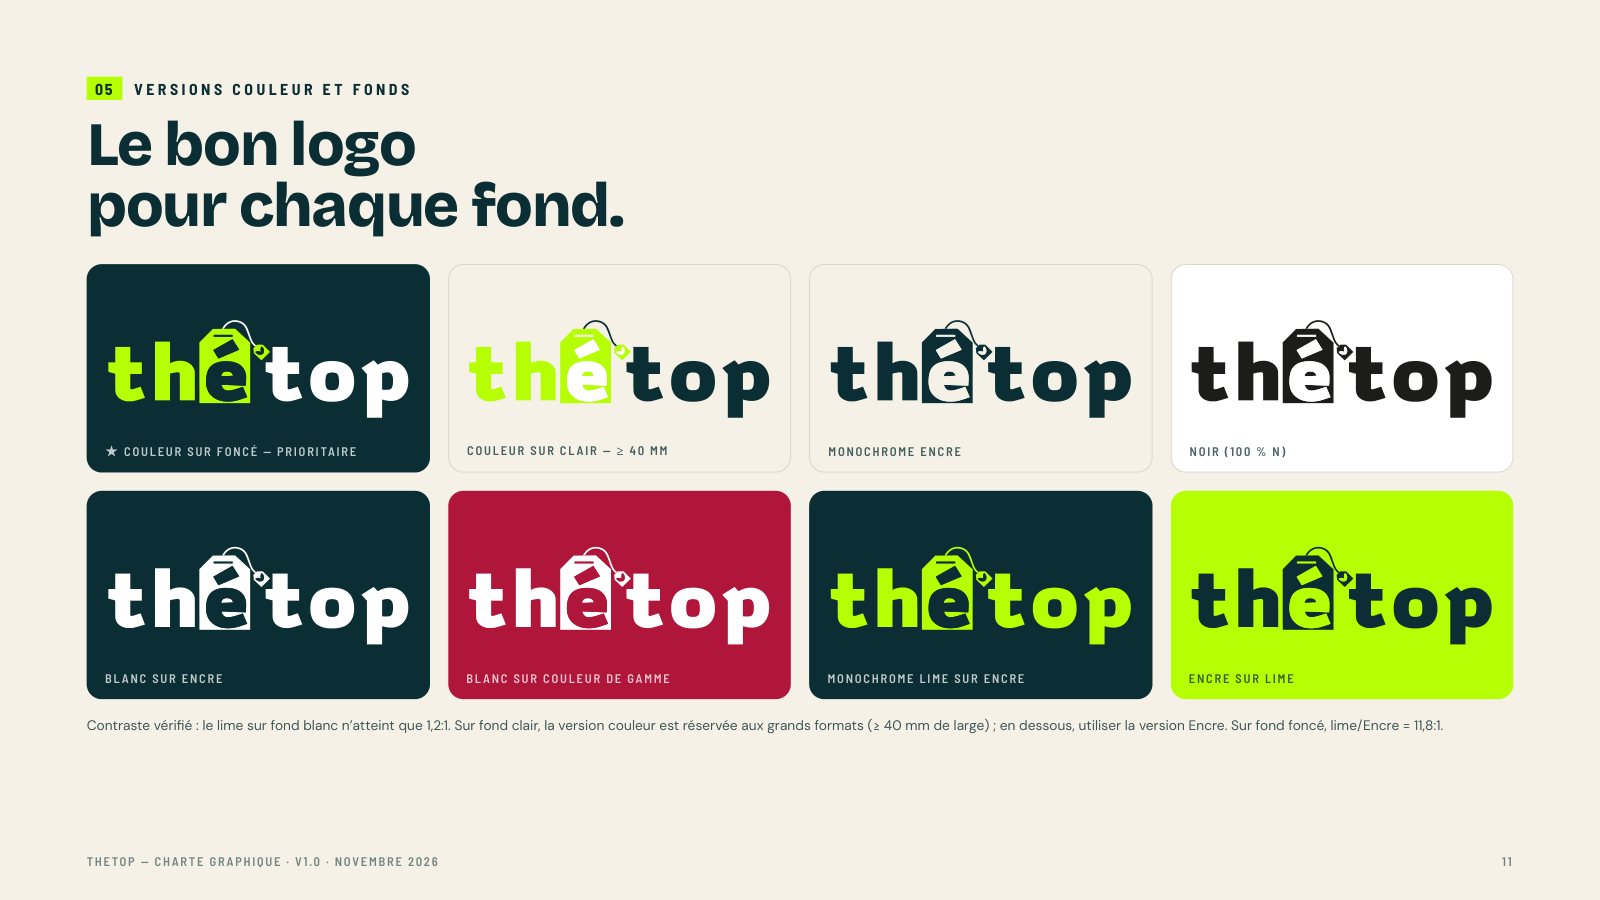 05 VERSIONS COULEUR ET FONDS
Le bon logo
pour chaque fond.
thétop
★ COULEUR SUR FONCÉ — PRIORITAIRE
thétop
COULEUR SUR CLAIR — ≥ 40 MM
thétop
MONOCHROME ENCRE
thétop
NOIR (100 % N)
thétop
BLANC SUR ENCRE
thétop
BLANC SUR COULEUR DE GAMME
thétop
MONOCHROME LIME SUR ENCRE
thétop
ENCRE SUR LIME
Contraste vérifié : le lime sur fond blanc n’atteint que 1,2:1. Sur fond clair, la version couleur est réservée aux grands formats (≥ 40 mm de large) ; en dessous, utiliser la version Encre. Sur fond foncé, lime/Encre = 11,8:1.
THETOP — CHARTE GRAPHIQUE · V1.0 · NOVEMBRE 2026
11